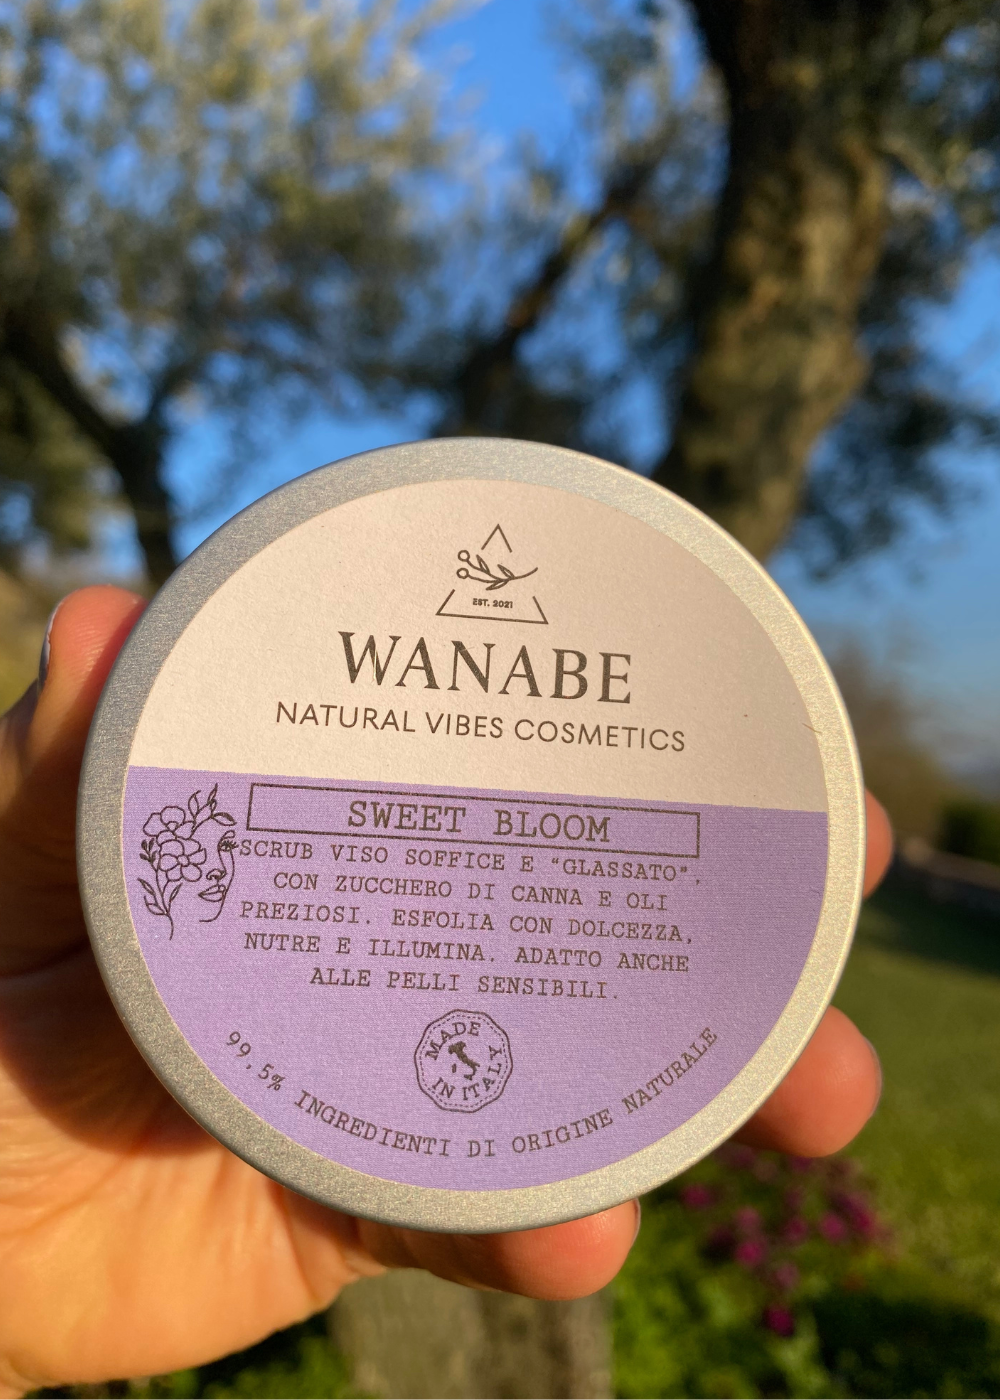 EST. 2021
WANABE
NATURAL VIBES COSMETICS
SWEET BLOOM
SCRUB VISO SOFFICE E “GLASSATO”,
CON ZUCCHERO DI CANNA E OLI
PREZIOSI. ESFOLIA CON DOLCEZZA,
NUTRE E ILLUMINA. ADATTO ANCHE
ALLE PELLI SENSIBILI.
MADE
IN ITALY
99,5% INGREDIENTI DI ORIGINE NATURALE